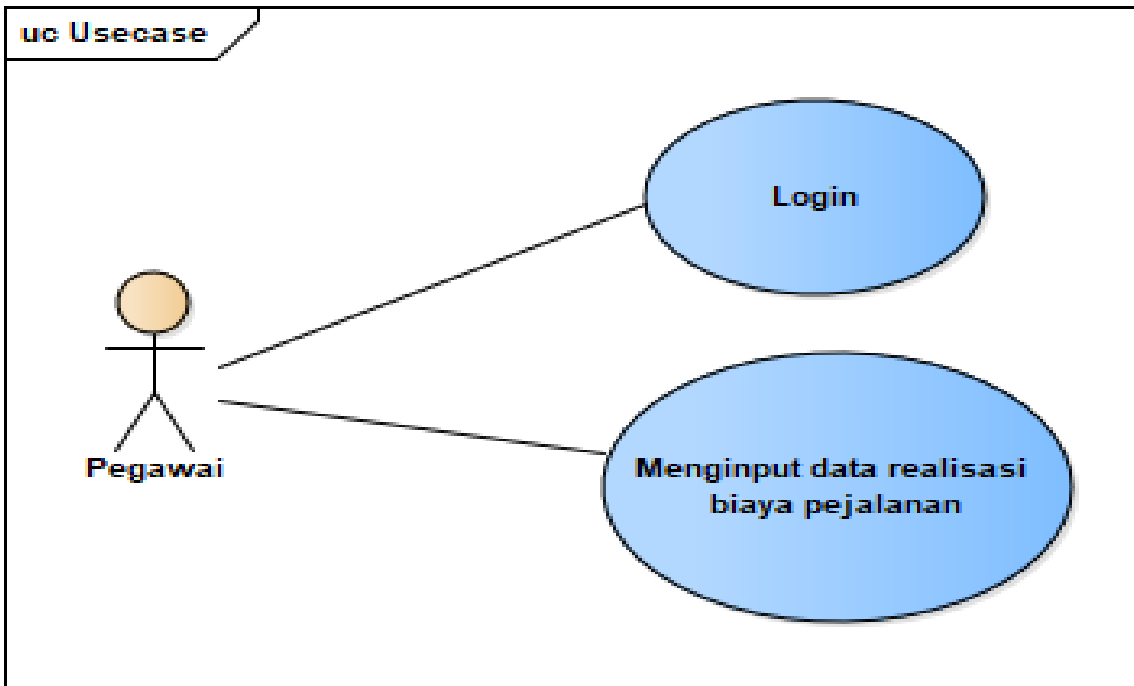 uc Usecase
Login
Pegawai
Menginput data realisasi
biaya pejalanan